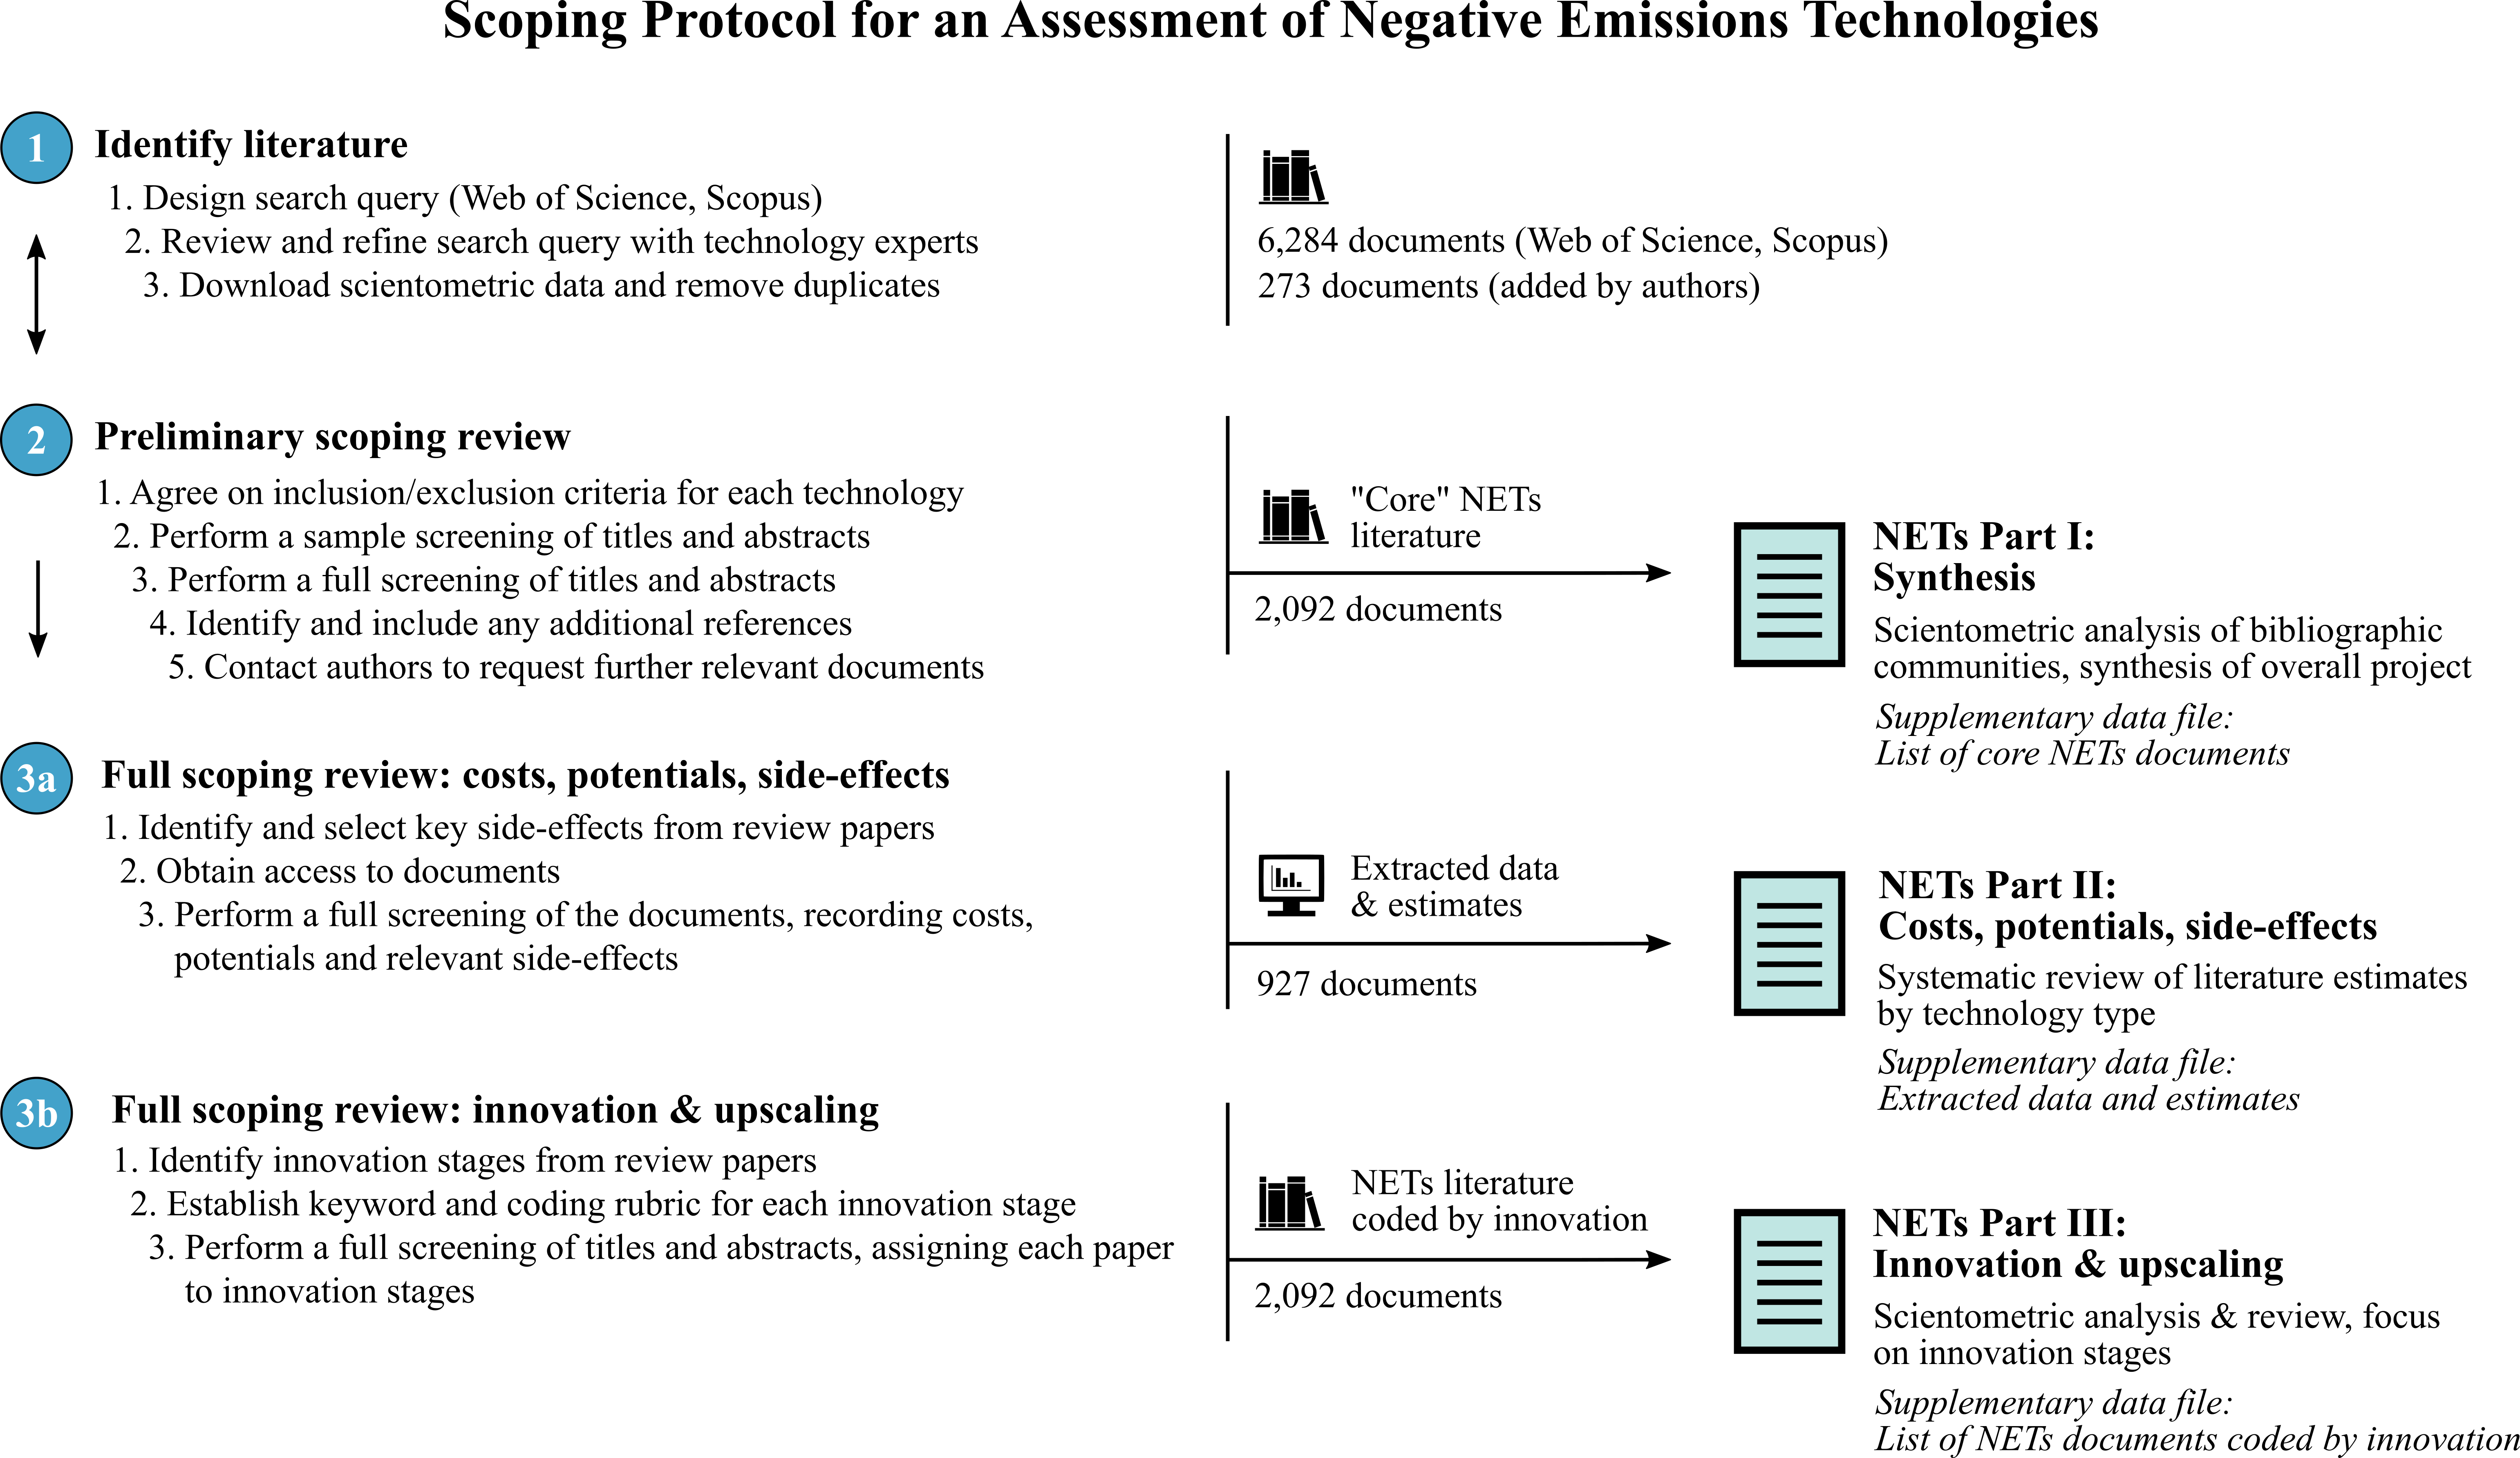 Scoping Protocol for an Assessment of Negative Emissions Technologies
1
Identify literature
1. Design search query (Web of Science, Scopus)
2. Review and refine search query with technology experts
3. Download scientometric data and remove duplicates
6,284 documents (Web of Science, Scopus)
273 documents (added by authors)
2
Preliminary scoping review
1. Agree on inclusion/exclusion criteria for each technology
2. Perform a sample screening of titles and abstracts
3. Perform a full screening of titles and abstracts
4. Identify and include any additional references
5. Contact authors to request further relevant documents
"Core" NETs
literature
2,092 documents
NETs Part I:
Synthesis
Scientometric analysis of bibliographic
communities, synthesis of overall project
Supplementary data file:
List of core NETs documents
3a
Full scoping review: costs, potentials, side-effects
1. Identify and select key side-effects from review papers
2. Obtain access to documents
3. Perform a full screening of the documents, recording costs,
potentials and relevant side-effects
Extracted data
& estimates
927 documents
NETs Part II:
Costs, potentials, side-effects
Systematic review of literature estimates
by technology type
Supplementary data file:
Extracted data and estimates
3b
Full scoping review: innovation & upscaling
1. Identify innovation stages from review papers
2. Establish keyword and coding rubric for each innovation stage
3. Perform a full screening of titles and abstracts, assigning each paper
to innovation stages
NETs literature
coded by innovation
2,092 documents
NETs Part III:
Innovation & upscaling
Scientometric analysis & review, focus
on innovation stages
Supplementary data file:
List of NETs documents coded by innovation